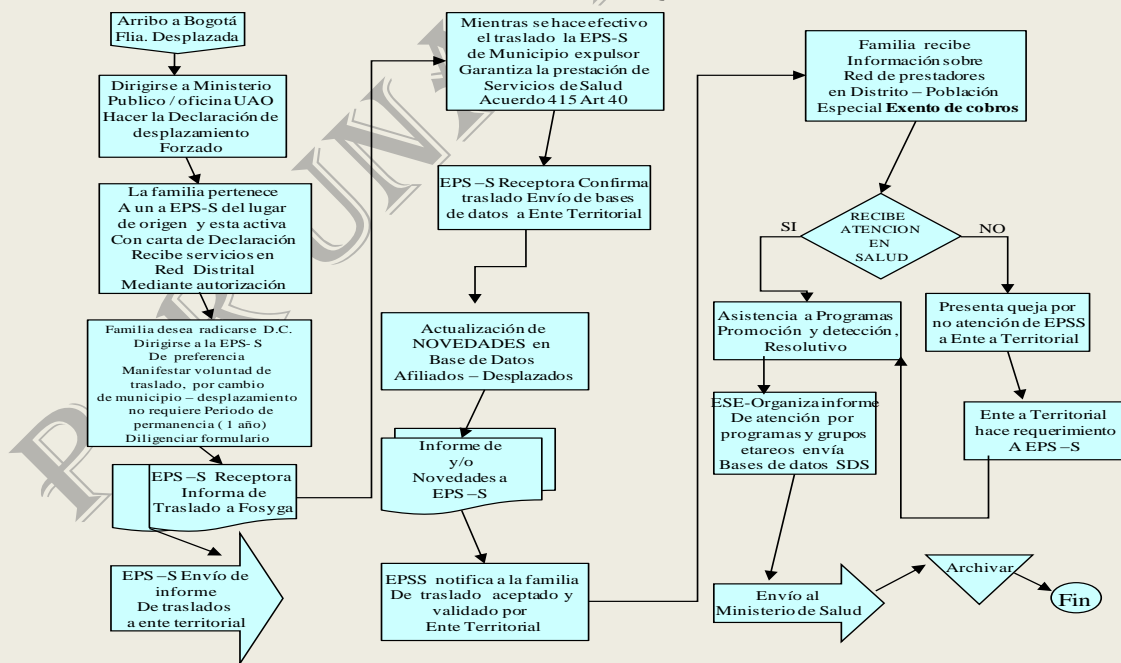 Arribo a Bogotá
Flia. Desplazada
Dirigirse a Ministerio
Publico / oficina UAO
Hacer la Declaración de
desplazamiento
Forzado
La familia pertenece
A un a EPS-S del lugar
de origen y esta activa
Con carta de Declaración
Recibe servicios en
Red Distrital
Mediante autorización
Familia desea radicarse D.C.
Dirigirse a la EPS- S
De preferencia
Manifestar voluntad de
traslado, por cambio
de municipio – desplazamiento
no requiere Periodo de
permanencia ( 1 año)
Diligenciar formulario
EPS –S Receptora
Informa de
Traslado a Fosyga
EPS –S Envío de
informe
De traslados
a ente territorial
Mientras se hace efectivo
el traslado la EPS-S
de Municipio expulsor
Garantiza la prestación de
Servicios de Salud
Acuerdo 415 Art 40
EPS –S Receptora Confirma
traslado Envío de bases
de datos a Ente Territorial
Actualización de
NOVEDADES en
Base de Datos
Afiliados – Desplazados
Informe de
y/o
Novedades a
EPS –S
EPSS notifica a la familia
De traslado aceptado y
validado por
Ente Territorial
Familia recibe
Información sobre
Red de prestadores
en Distrito – Población
Especial Exento de cobros
RECIBE
ATENCION
EN
SALUD
SI
NO
Asistencia a Programas
Promoción y detección,
Resolutivo
Presenta queja por
no atención de EPSS
a Ente a Territorial
ESE-Organiza informe
De atención por
programas y grupos
etareos envía
Bases de datos SDS
Ente a Territorial
hace requerimiento
A EPS –S
Envío al
Ministerio de Salud
Archivar
Fin